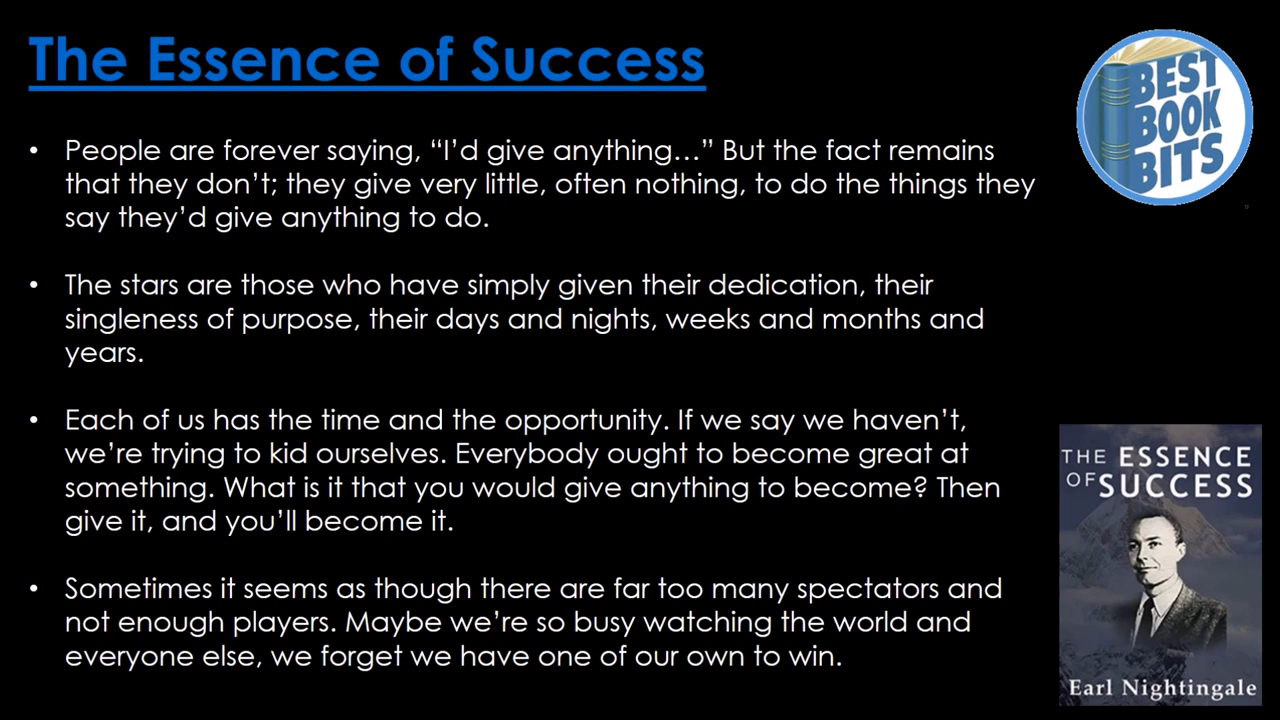 The Essence of Success
BEST
BOOK
BITS
• People are forever saying, “I’d give anything…” But the fact remains
that they don’t; they give very little, often nothing, to do the things they
say they’d give anything to do.
• The stars are those who have simply given their dedication, their
singleness of purpose, their days and nights, weeks and months and
years.
• Each of us has the time and the opportunity. If we say we haven’t,
we’re trying to kid ourselves. Everybody ought to become great at
something. What is it that you would give anything to become? Then
give it, and you’ll become it.
• Sometimes it seems as though there are far too many spectators and
not enough players. Maybe we’re so busy watching the world and
everyone else, we forget we have one of our own to win.
THE ESSENCE
OF SUCCESS
Earl Nightingale